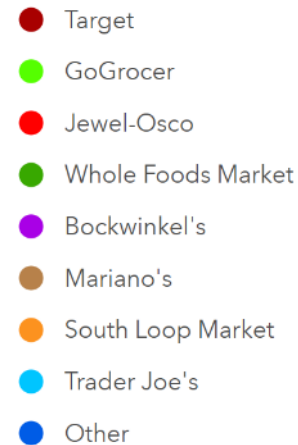 Target
GoGrocer
Jewel-Osco
Whole Foods Market
Bockwinkel's
Mariano's
South Loop Market
Trader Joe's
Other